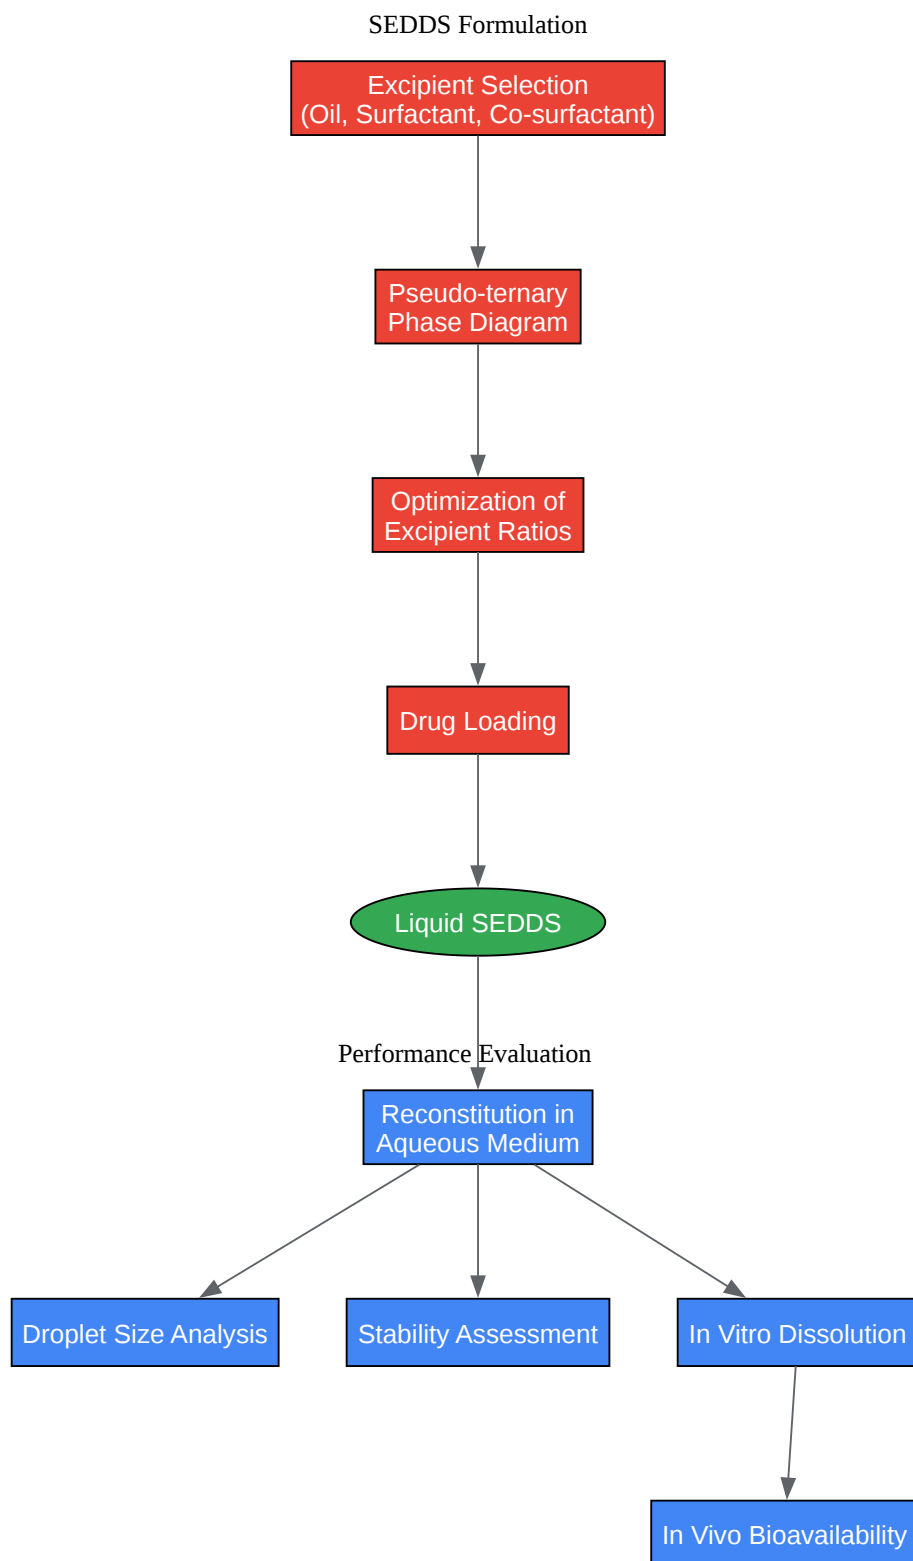 SEDDS Formulation
Excipient Selection
(Oil, Surfactant, Co-surfactant)
Pseudo-ternary
Phase Diagram
Optimization of
Excipient Ratios
Drug Loading
Liquid SEDDS
Performance Evaluation
Reconstitution in
Aqueous Medium
Droplet Size Analysis
Stability Assessment
In Vitro Dissolution
In Vivo Bioavailability